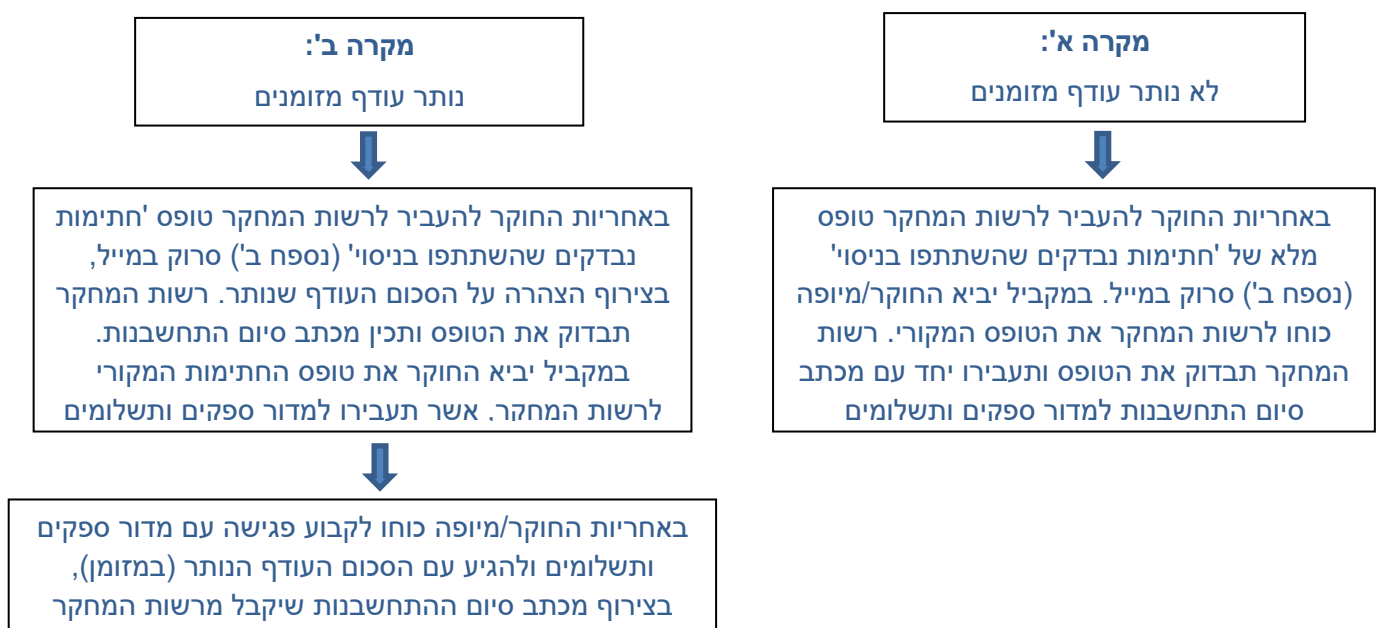 מקרה א':
לא נותר עודף מזומנים
באחריות החוקר להעביר לרשות המחקר טופס
מלא של 'חתימות נבדקים שהשתתפו בניסוי'
(נספח ב') סרוק במייל. במקביל יביא החוקר/מיופה
כוחו לרשות המחקר את הטופס המקורי. רשות
המחקר תבדוק את הטופס ותעבירו יחד עם מכתב
סיום התחשבנות למדור ספקים ותשלומים
מקרה ב':
נותר עודף מזומנים
באחריות החוקר להעביר לרשות המחקר טופס 'חתימות
נבדקים שהשתתפו בניסוי' (נספח ב') סרוק במייל,
בצירוף הצהרה על הסכום העודף שנותר. רשות המחקר
תבדוק את הטופס ותכין מכתב סיום התחשבנות.
במקביל יביא החוקר את טופס החתימות המקורי
לרשות המחקר, אשר תעבירו למדור ספקים ותשלומים
באחריות החוקר/מיופה כוחו לקבוע פגישה עם מדור ספקים
ותשלומים ולהגיע עם הסכום העודף הנותר (במזומן),
בצירוף מכתב סיום ההתחשבנות שיקבל מרשות המחקר